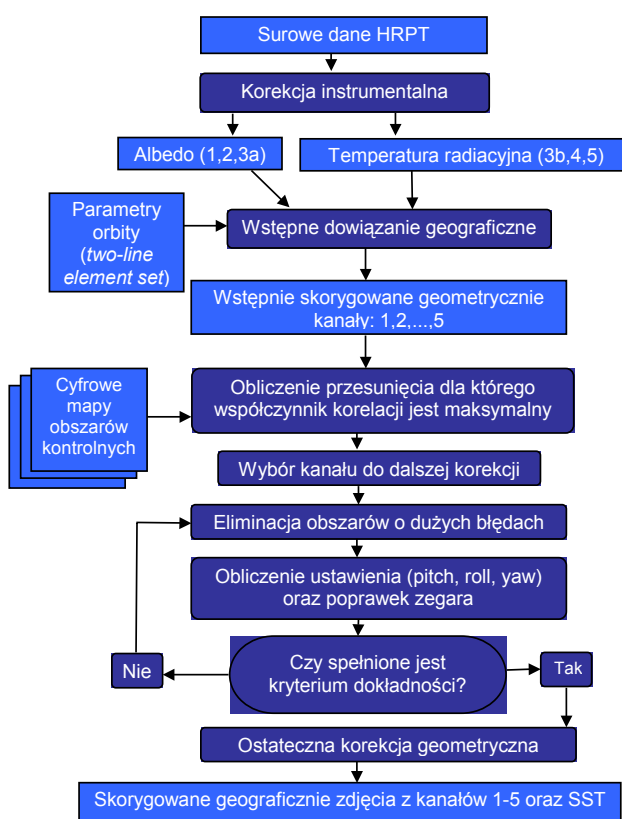 Surowe dane HRPT
Korekcja instrumentalna
Albedo (1,2,3a)
Temperatura radiacyjna (3b,4,5)
Parametry
orbity
(two-line
element set)
Wstępne dowiązanie geograficzne
Wstępnie skorygowane geometrycznie
kanały: 1,2,...,5
Cyfrowe
mapy
obszarów
kontrolnych
Obliczenie przesunięcia dla którego
współczynnik korelacji jest maksymalny
Wybór kanału do dalszej korekcji
Eliminacja obszarów o dużych błędach
Obliczenie ustawienia (pitch, roll, yaw)
oraz poprawek zegara
Nie
Czy spełnione jest
kryterium dokładności?
Tak
Ostateczna korekcja geometryczna
Skorygowane geograficznie zdjęcia z kanałów 1-5 oraz SST